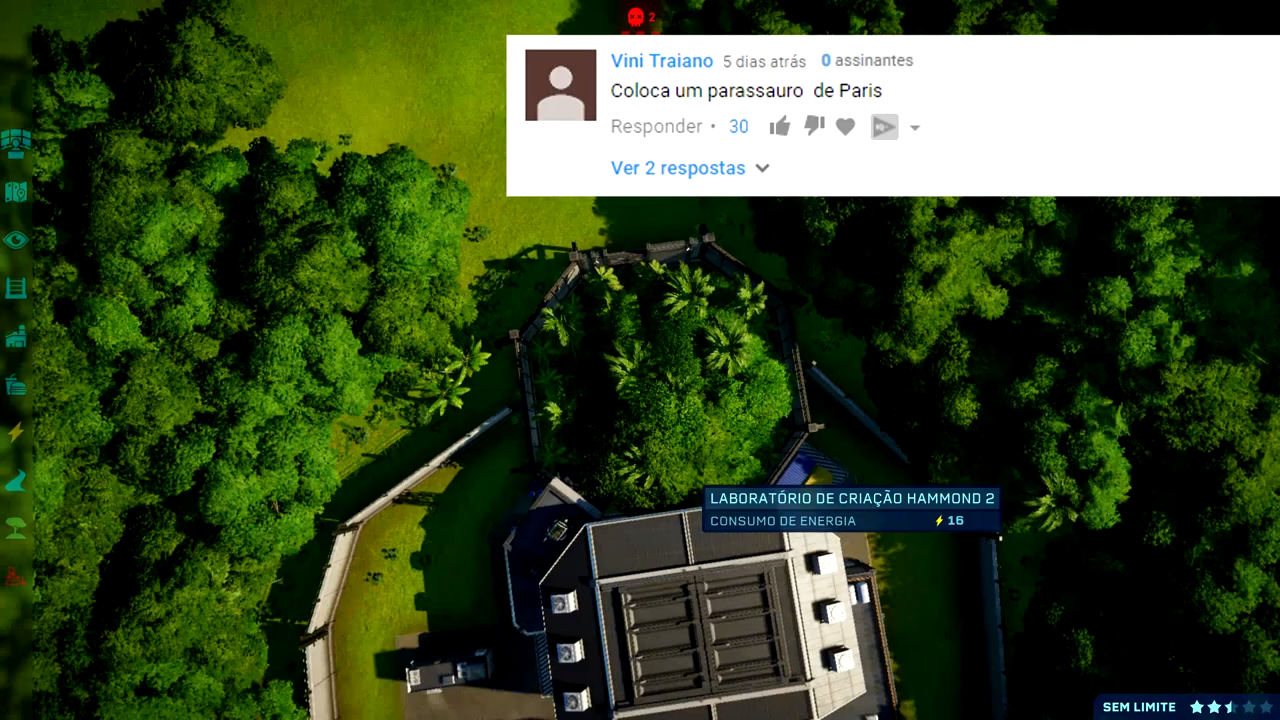 2
Vini Traiano 5 dias atrás 0 assinantes
Coloca um parassauro de Paris
Responder • 30
Ver 2 respostas
LABORATÓRIO DE CRIAÇÃO HAMMOND 2
CONSUMO DE ENERGIA 16
SEM LIMITE